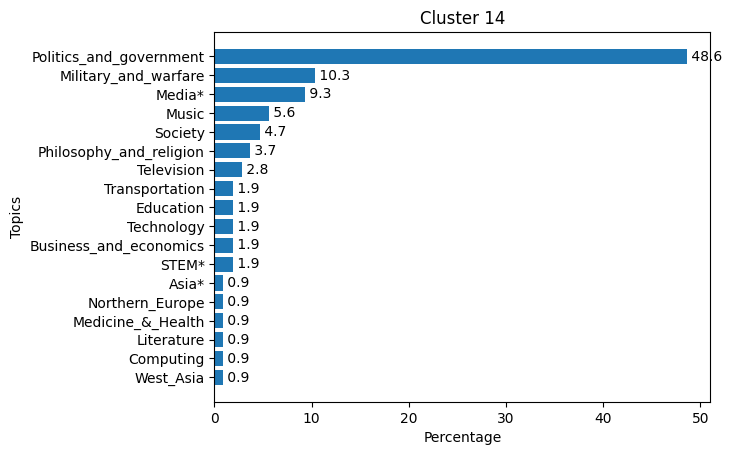 Cluster 14
Politics_and_government 48.6
Military_and_warfare 10.3
Media* 9.3
Music 5.6
Society 4.7
Philosophy_and_religion 3.7
Television 2.8
Transportation 1.9
Education 1.9
Technology 1.9
Business_and_economics 1.9
STEM* 1.9
Asia* 0.9
Northern_Europe 0.9
Medicine_&_Health 0.9
Literature 0.9
Computing 0.9
West_Asia 0.9
Topics
0 10 20 30 40 50
Percentage